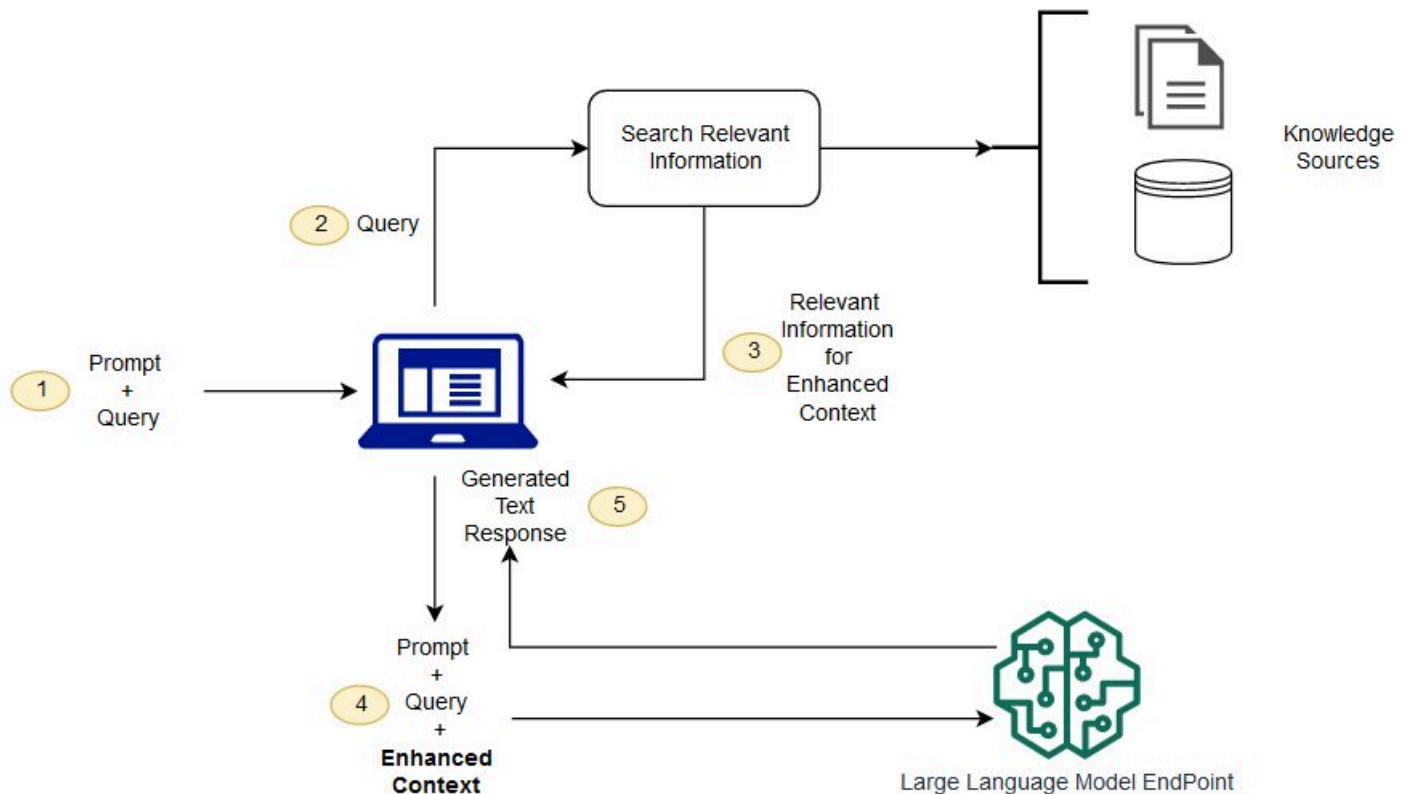 Search Relevant
Information
Knowledge
Sources
2
Query
1
Prompt
+
Query
3
Relevant
Information
for
Enhanced
Context
Generated
Text
Response
5
4
Prompt
+
Query
+
Enhanced
Context
Large Language Model EndPoint